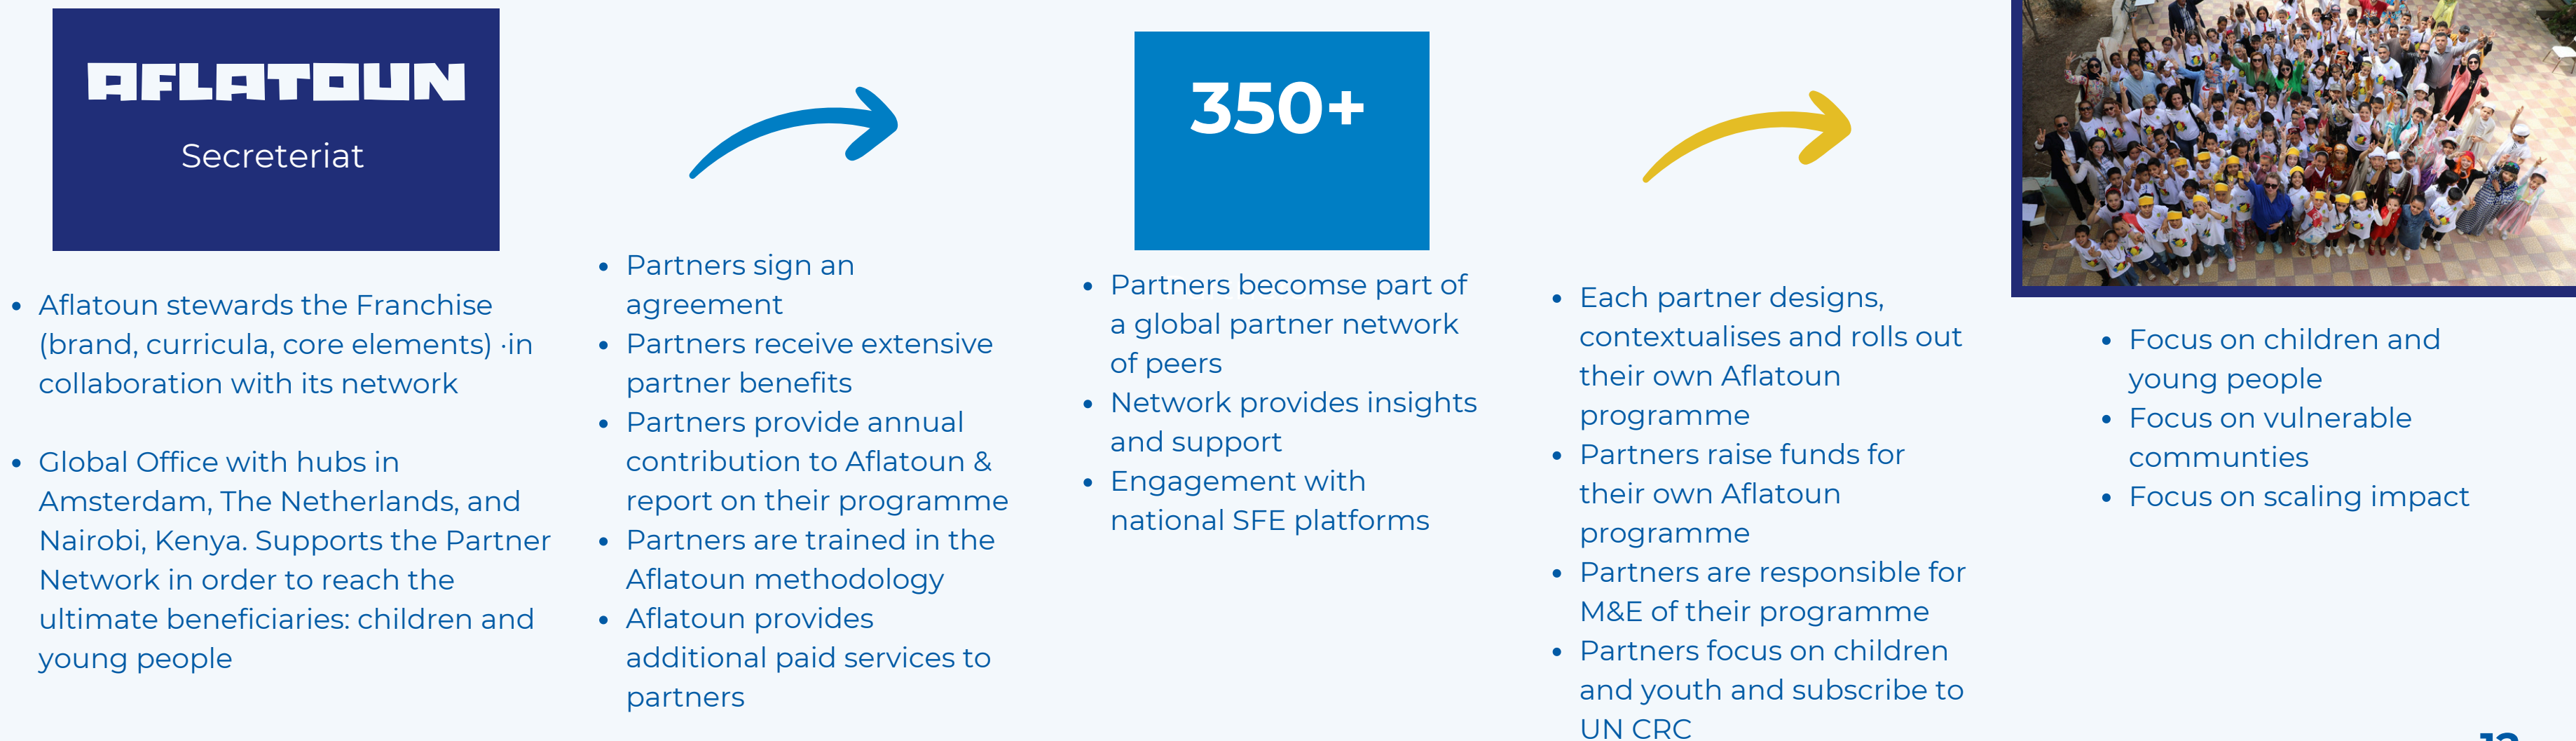 AFLATOUN
Secreteriat
• Aflatoun stewards the Franchise
(brand, curricula, core elements) ·in
collaboration with its network
• Global Office with hubs in
Amsterdam, The Netherlands, and
Nairobi, Kenya. Supports the Partner
Network in order to reach the
ultimate beneficiaries: children and
young people
• Partners sign an
agreement
• Partners receive extensive
partner benefits
• Partners provide annual
contribution to Aflatoun &
report on their programme
• Partners are trained in the
Aflatoun methodology
• Aflatoun provides
additional paid services to
partners
350+
• Partners becomse part of
a global partner network
of peers
• Network provides insights
and support
• Engagement with
national SFE platforms
• Each partner designs,
contextualises and rolls out
their own Aflatoun
programme
• Partners raise funds for
their own Aflatoun
programme
• Partners are responsible for
M&E of their programme
• Partners focus on children
and youth and subscribe to
UN CRC
• Focus on children and
young people
• Focus on vulnerable
communties
• Focus on scaling impact